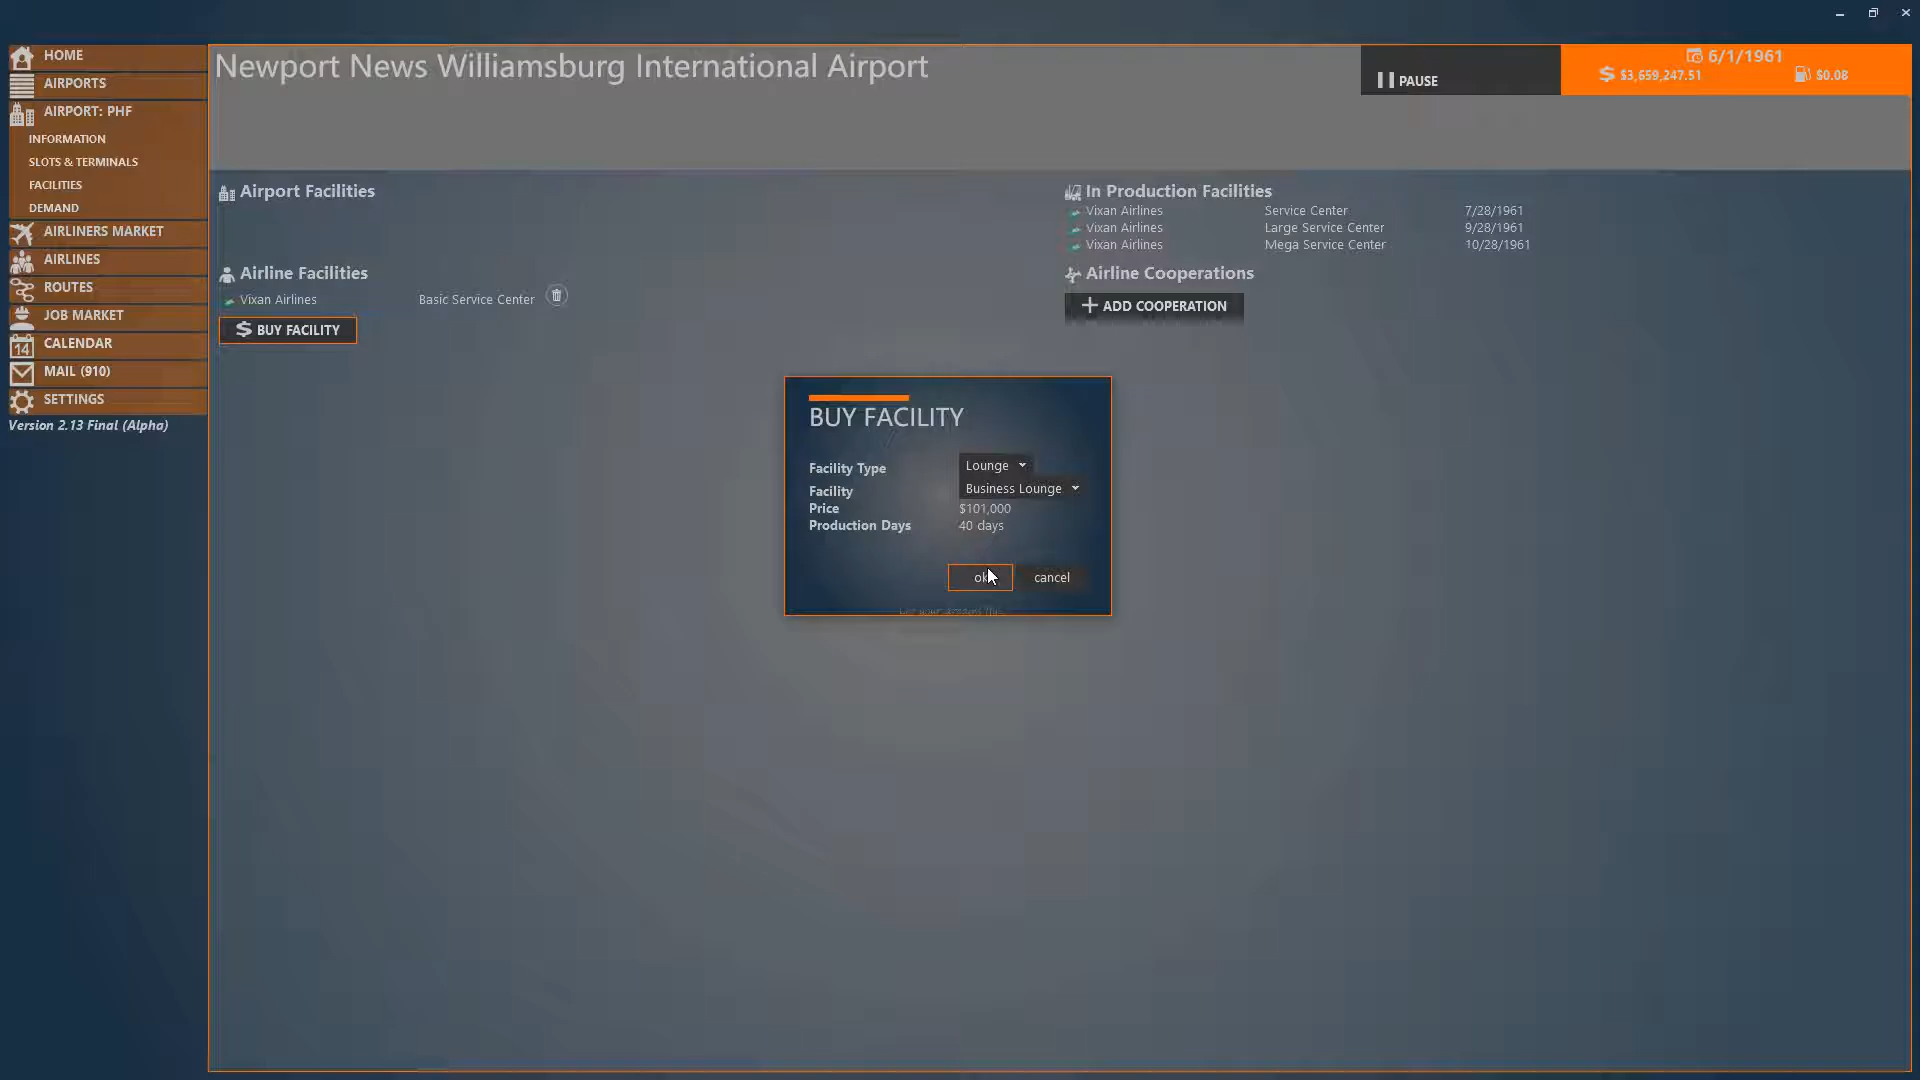 HOME
AIRPORTS
AIRPORT: PHF
INFORMATION
SLOTS & TERMINALS
FACILITIES
DEMAND
AIRLINERS MARKET
AIRLINES
ROUTES
JOB MARKET
14 CALENDAR
MAIL (910)
SETTINGS
Version 2.13 Final (Alpha)
Newport News Williamsburg International Airport
PAUSE
6/1/1961
$3,659,247.51 $0.08
Airport Facilities
In Production Facilities
Vixan Airlines Service Center 7/28/1961
Vixan Airlines Large Service Center 9/28/1961
Vixan Airlines Mega Service Center 10/28/1961
Airline Facilities
Vixan Airlines Basic Service Center
$ BUY FACILITY
Airline Cooperations
+ ADD COOPERATION
BUY FACILITY
Facility Type Lounge
Facility Business Lounge
Price $101,000
Production Days 40 days
ok cancel